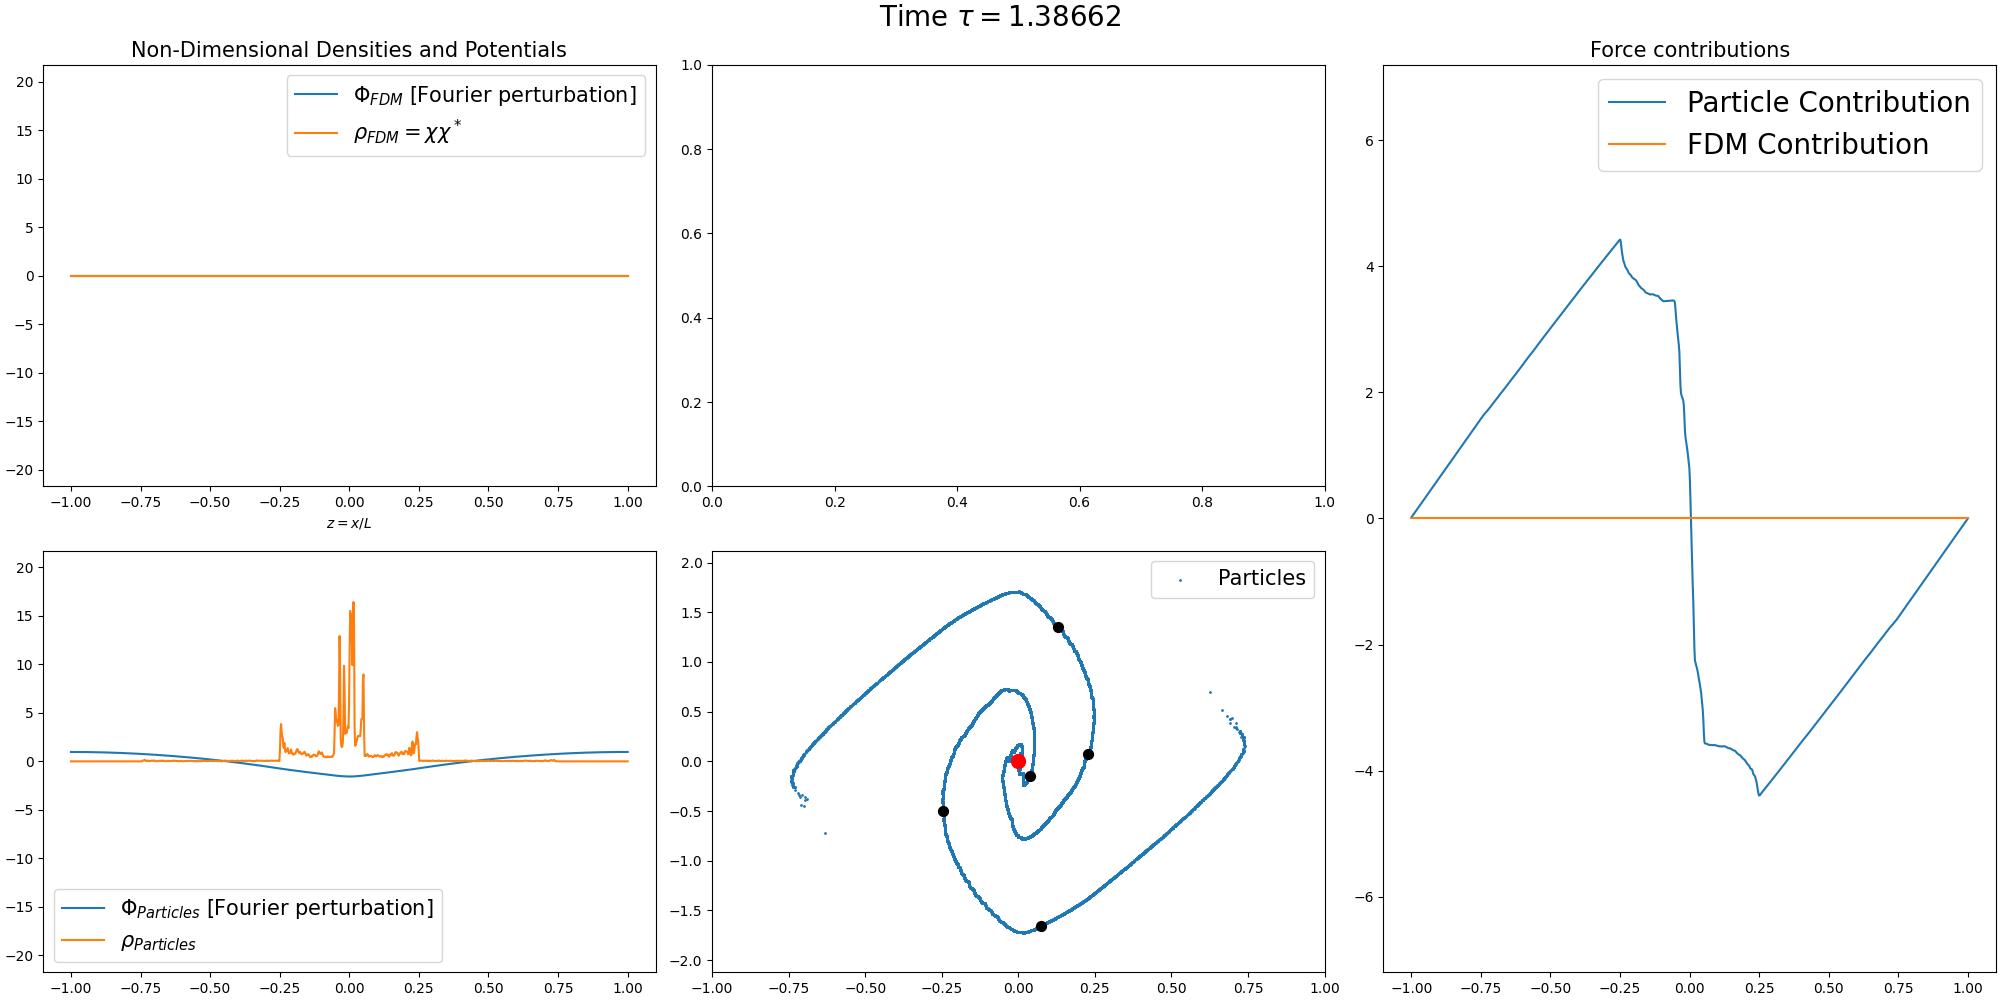 Time τ = 1.38662
Non-Dimensional Densities and Potentials
20
15
10
5
0
−5
−10
−15
−20
Φ_FDM [Fourier perturbation]
ρ_FDM = χχ*
−1.00 −0.75 −0.50 −0.25 0.00 0.25 0.50 0.75 1.00
z = x/L
1.0
0.8
0.6
0.4
0.2
0.0
0.0 0.2 0.4 0.6 0.8 1.0
Force contributions
Particle Contribution
FDM Contribution
6
4
2
0
−2
−4
−6
−1.00 −0.75 −0.50 −0.25 0.00 0.25 0.50 0.75 1.00
20
15
10
5
0
−5
−10
−15
−20
Φ_Particles [Fourier perturbation]
ρ_Particles
−1.00 −0.75 −0.50 −0.25 0.00 0.25 0.50 0.75 1.00
Particles
2.0
1.5
1.0
0.5
0.0
−0.5
−1.0
−1.5
−2.0
−1.00 −0.75 −0.50 −0.25 0.00 0.25 0.50 0.75 1.00